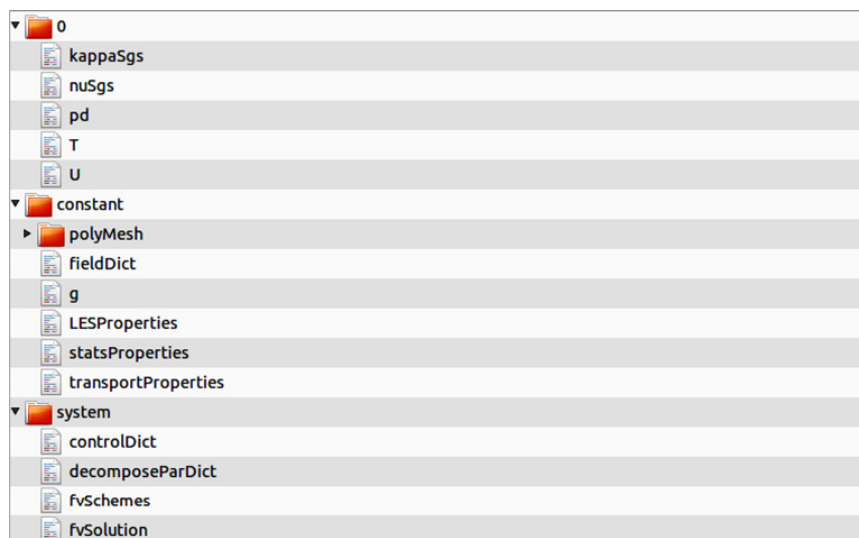 0
kappaSgs
nuSgs
pd
T
U
constant
polyMesh
fieldDict
g
LESProperties
statsProperties
transportProperties
system
controlDict
decomposeParDict
fvSchemes
fvSolution